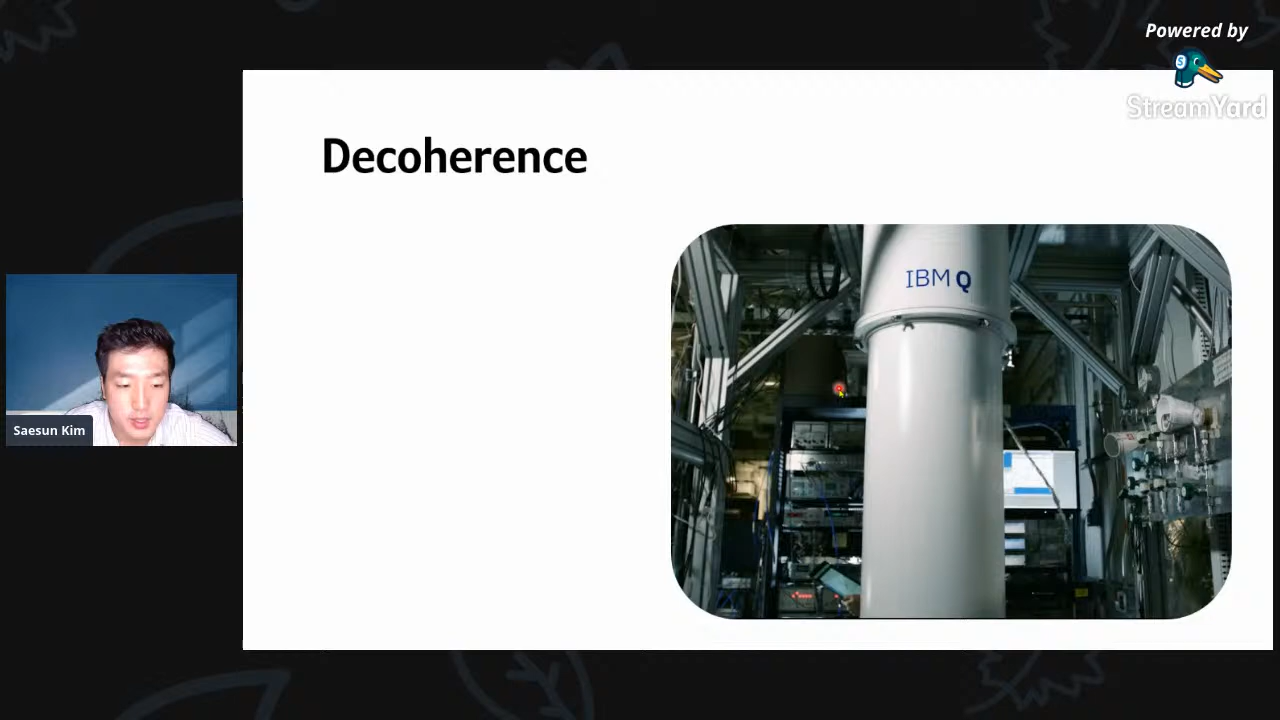 Powered by
S
StreamYard
Decoherence
IBM Q
Saesun Kim